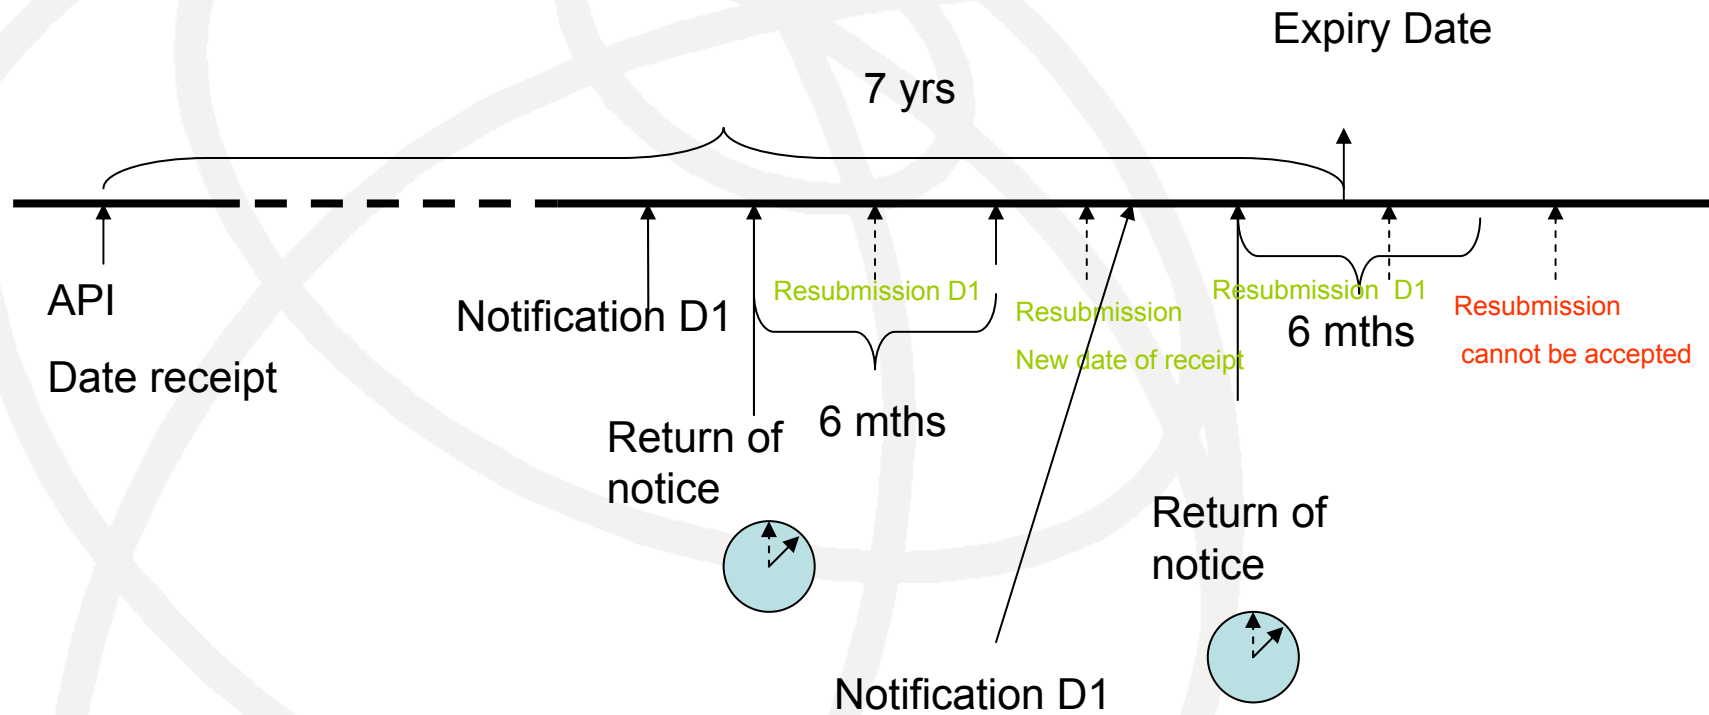 Expiry Date
7 yrs
API
Date receipt
Notification D1
Resubmission D1
Resubmission
New date of receipt
Resubmission D1
6 mths
Resubmission
cannot be accepted
Return of
notice
6 mths
Return of
notice
Notification D1